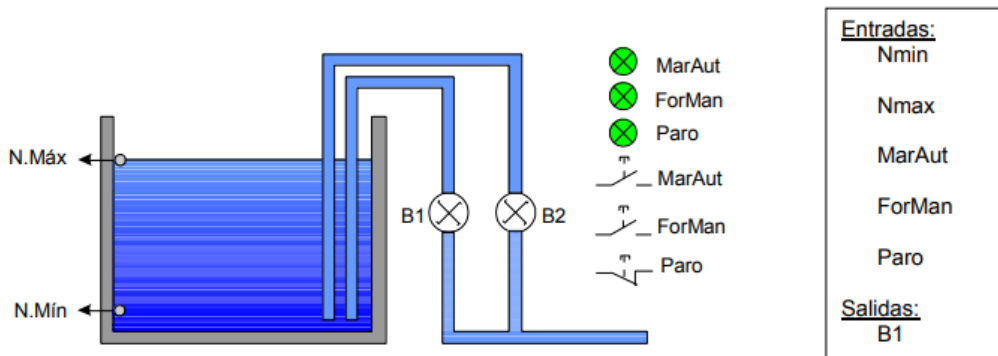 N.Máx
N.Mín
B1
B2
MarAut
ForMan
Paro
MarAut
ForMan
Paro
Entradas:
Nmin
Nmax
MarAut
ForMan
Paro
Salidas:
B1